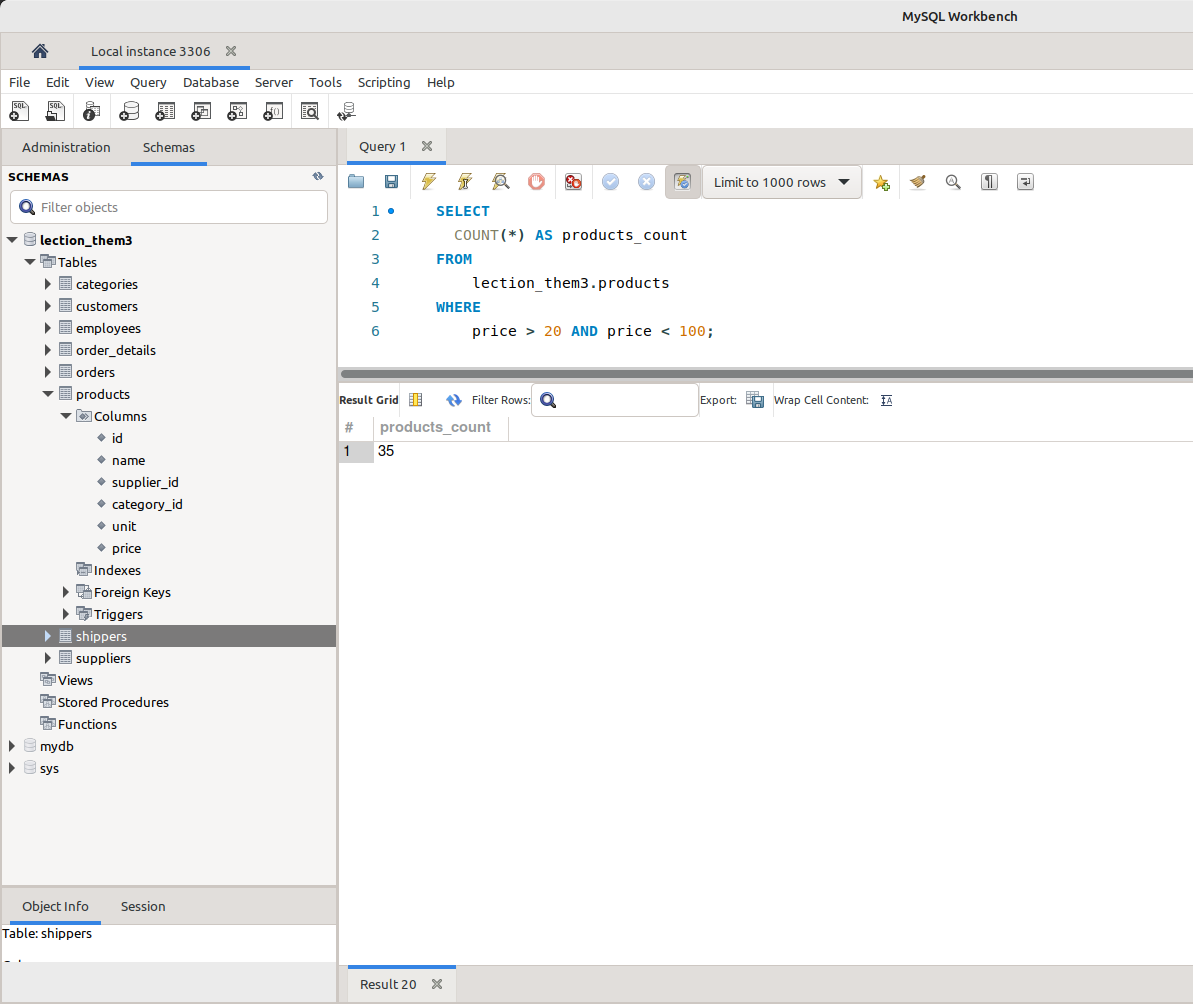 MySQL Workbench
Local instance 3306
File Edit View Query Database Server Tools Scripting Help
Administration Schemas
SCHEMAS
Filter objects
lection_them3
Tables
categories
customers
employees
order_details
orders
products
Columns
id
name
supplier_id
category_id
unit
price
Indexes
Foreign Keys
Triggers
shippers
suppliers
Views
Stored Procedures
Functions
mydb
sys
Object Info Session
Table: shippers
Query 1
Limit to 1000 rows
1 SELECT
2 COUNT(*) AS products_count
3 FROM
4 lection_them3.products
5 WHERE
6 price > 20 AND price < 100;
Result Grid Filter Rows: Export: Wrap Cell Content:
# products_count
1 35
Result 20